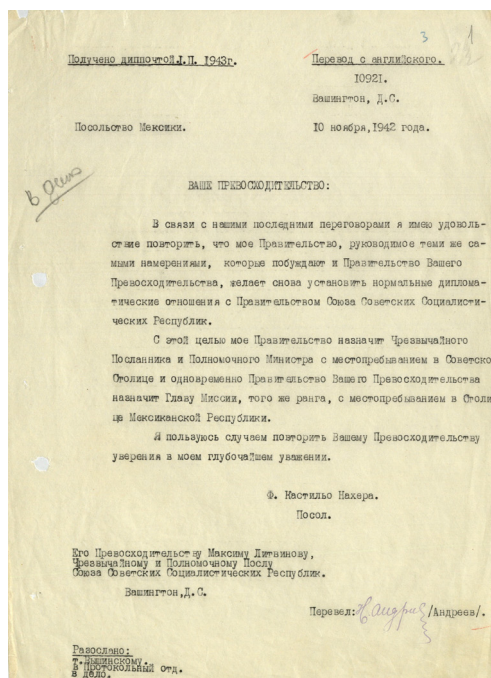 3 1
Получено диппочтой I.П. 1943г. Перевод с английского.
10921.
Вашингтон, Д.С.
Посольство Мексики. 10 ноября,1942 года.
В дело
ВАШЕ ПРЕВОСХОДИТЕЛЬСТВО:
В связи с нашими последними переговорами я имею удоволь-
ствие повторить, что мое Правительство, руководимое теми же са-
мыми намерениями, которые побуждают и Правительство Вашего
Превосходительства, желает снова установить нормальные диплома-
тические отношения с Правительством Союза Советских Социалисти-
ческих Республик.
С этой целью мое Правительство назначит Чрезвычайного
Посланника и Полномочного Министра с местопребыванием в Советско
Столице и одновременно Правительство Вашего Превосходительства
назначит Главу Миссии, того же ранга, с местопребыванием в Столи
це Мексиканской Республики.
Я пользуюсь случаем повторить Вашему Превосходительству
уверения в моем глубочайшем уважении.
Ф. Кастильо Нахера.
Посол.
Его Превосходительству Максиму Литвинову,
Чрезвычайному и Полномочному Послу
Союза Советских Социалистических Республик.
Вашингтон,Д.С.
Перевел: /Андреев/.
Разослано:
т.Вышинскому.
в Протокольный отд.
в дело.